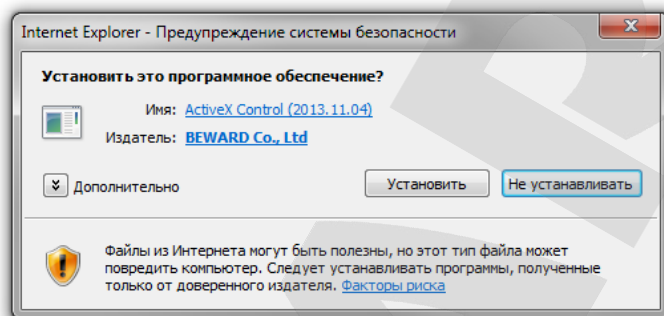 Internet Explorer - Предупреждение системы безопасности
Установить это программное обеспечение?
Имя: ActiveX Control (2013.11.04)
Издатель: BEWARD Co., Ltd
Дополнительно Установить Не устанавливать
Файлы из Интернета могут быть полезны, но этот тип файла может
повредить компьютер. Следует устанавливать программы, полученные
только от доверенного издателя. Факторы риска